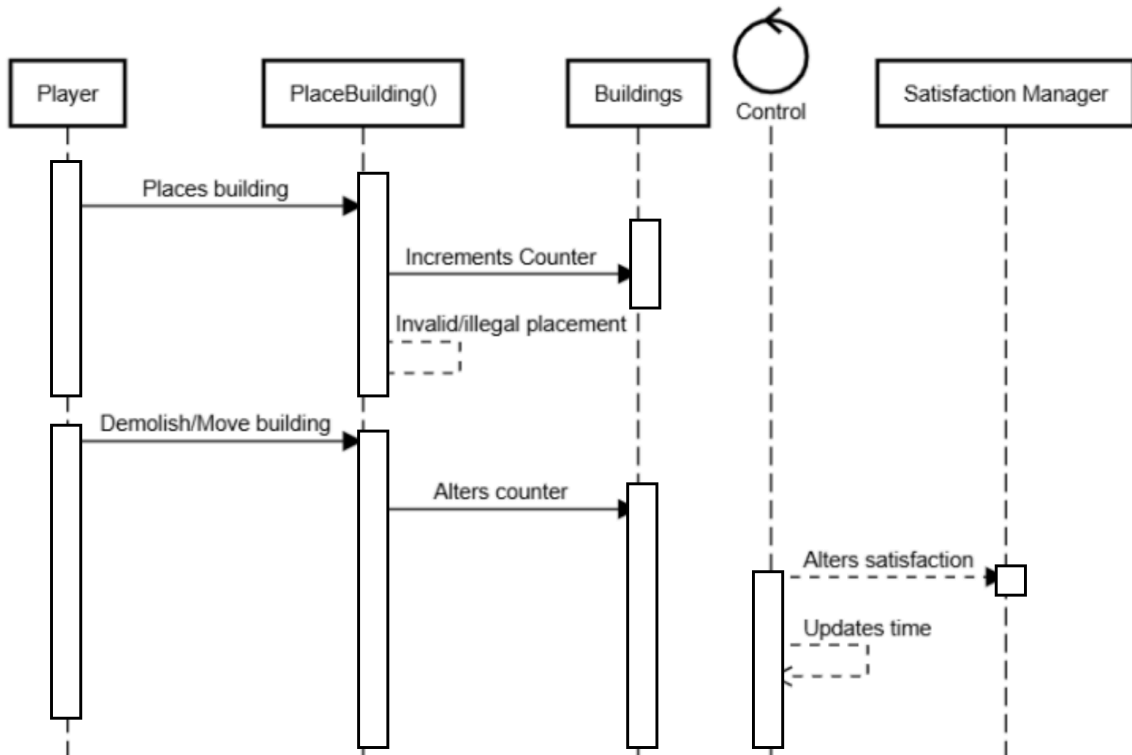 Player
PlaceBuilding()
Buildings
Control
Satisfaction Manager
Places building
Increments Counter
Invalid/illegal placement
Demolish/Move building
Alters counter
Alters satisfaction
Updates time